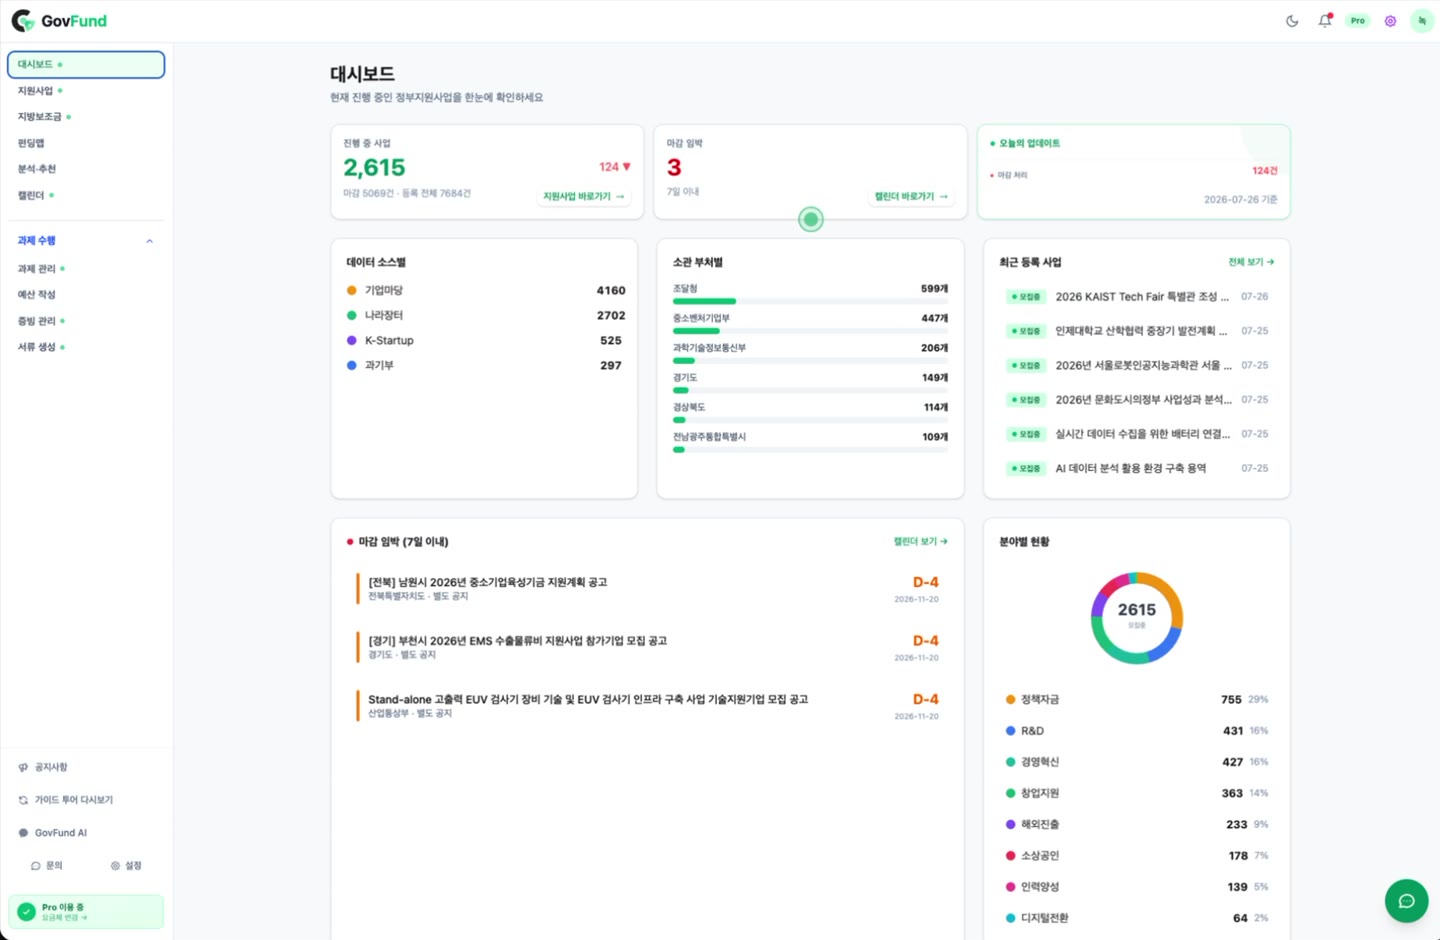 GovFund
Pro
녹
대시보드
지원사업
지방보조금
펀딩맵
분석·추천
캘린더
과제 수행
과제 관리
예산 작성
증빙 관리
서류 생성
공지사항
가이드 투어 다시보기
GovFund AI
문의
설정
Pro 이용 중
요금제 변경 →
대시보드
현재 진행 중인 정부지원사업을 한눈에 확인하세요
진행 중 사업
2,615
124 ▼
마감 5069건 · 등록 전체 7684건
지원사업 바로가기 →
마감 임박
3
7일 이내
캘린더 바로가기 →
오늘의 업데이트
마감 처리
124건
2026-07-26 기준
데이터 소스별
기업마당 4160
나라장터 2702
K-Startup 525
과기부 297
소관 부처별
조달청 599개
중소벤처기업부 447개
과학기술정보통신부 206개
경기도 149개
경상북도 114개
전남광주통합특별시 109개
최근 등록 사업
전체 보기 →
모집중 2026 KAIST Tech Fair 특별관 조성 ... 07-26
모집중 인제대학교 산학협력 중장기 발전계획 ... 07-25
모집중 2026년 서울로봇인공지능과학관 서울 ... 07-25
모집중 2026년 문화도시의정부 사업성과 분석... 07-25
모집중 실시간 데이터 수집을 위한 배터리 연결... 07-25
모집중 AI 데이터 분석 활용 환경 구축 용역 07-25
마감 임박 (7일 이내)
캘린더 보기 →
[전북] 남원시 2026년 중소기업육성기금 지원계획 공고
전북특별자치도 · 별도 공지
D-4
2026-11-20
[경기] 부천시 2026년 EMS 수출물류비 지원사업 참가기업 모집 공고
경기도 · 별도 공지
D-4
2026-11-20
Stand-alone 고출력 EUV 검사기 장비 기술 및 EUV 검사기 인프라 구축 사업 기술지원기업 모집 공고
산업통상부 · 별도 공지
D-4
2026-11-20
분야별 현황
2615
모집중
정책자금 755 29%
R&D 431 16%
경영혁신 427 16%
창업지원 363 14%
해외진출 233 9%
소상공인 178 7%
인력양성 139 5%
디지털전환 64 2%